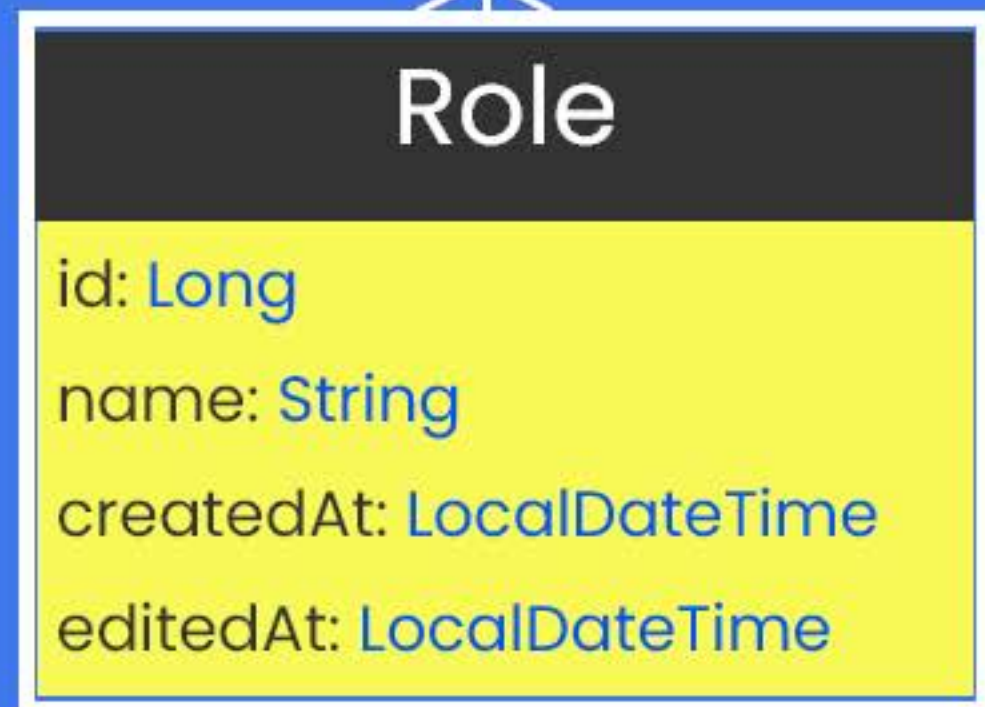 Role
id: Long
name: String
createdAt: LocalDateTime
editedAt: LocalDateTime